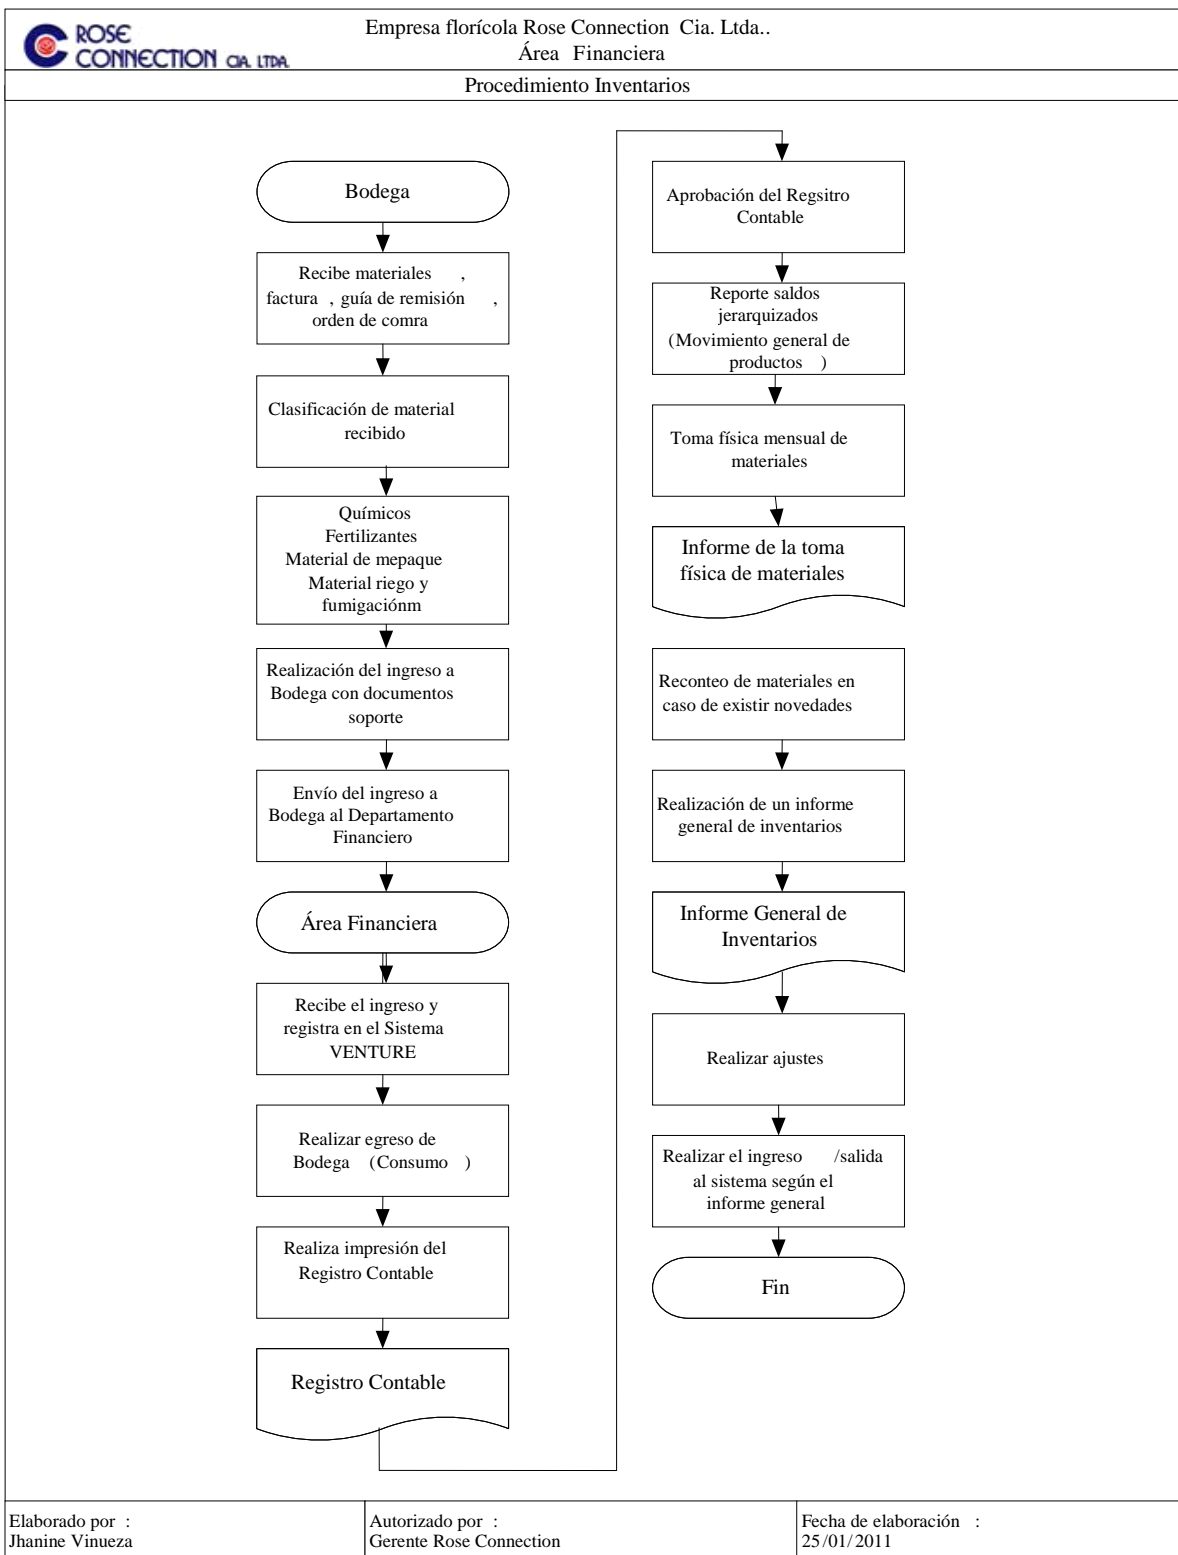 ROSE
CONNECTION CIA. LTDA.
Empresa florícola Rose Connection Cia. Ltda..
Área Financiera
Procedimiento Inventarios
Bodega
Recibe materiales ,
factura , guía de remisión ,
orden de comra
Clasificación de material
recibido
Químicos
Fertilizantes
Material de mepaque
Material riego y
fumigaciónm
Realización del ingreso a
Bodega con documentos
soporte
Envío del ingreso a
Bodega al Departamento
Financiero
Área Financiera
Recibe el ingreso y
registra en el Sistema
VENTURE
Realizar egreso de
Bodega (Consumo )
Realiza impresión del
Registro Contable
Registro Contable
Aprobación del Regsitro
Contable
Reporte saldos
jerarquizados
(Movimiento general de
productos )
Toma física mensual de
materiales
Informe de la toma
física de materiales
Reconteo de materiales en
caso de existir novedades
Realización de un informe
general de inventarios
Informe General de
Inventarios
Realizar ajustes
Realizar el ingreso /salida
al sistema según el
informe general
Fin
Elaborado por :
Jhanine Vinueza
Autorizado por :
Gerente Rose Connection
Fecha de elaboración :
25/01/2011